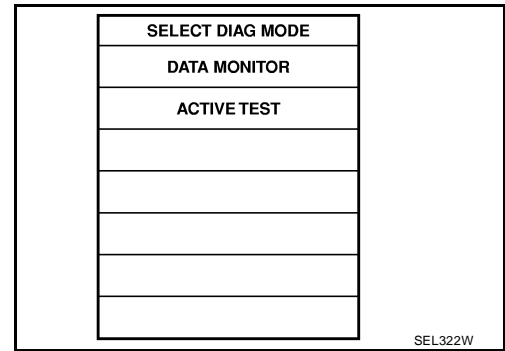 SELECT DIAG MODE
DATA MONITOR
ACTIVE TEST
SEL322W